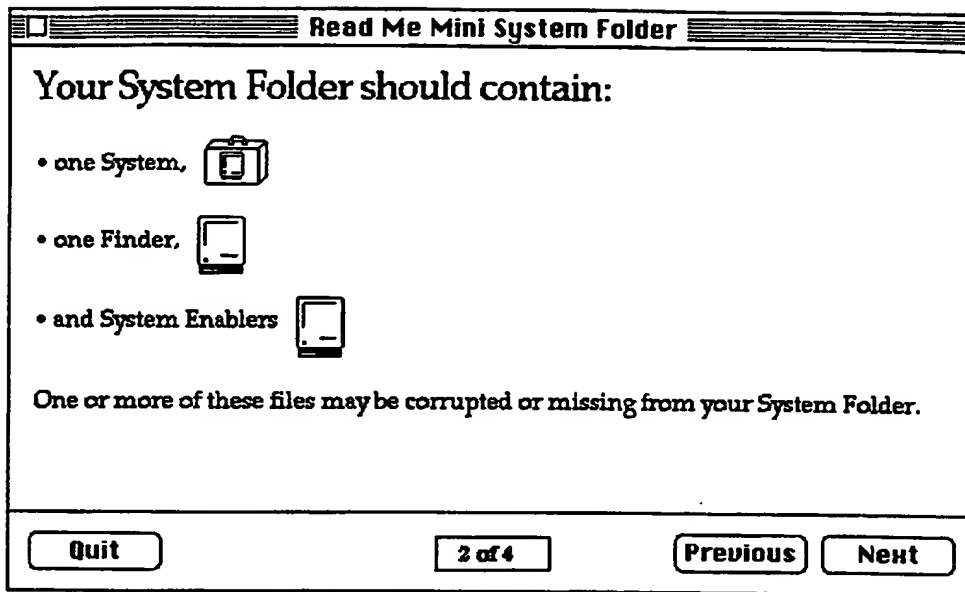 Read Me Mini System Folder
Your System Folder should contain:
• one System,
• one Finder,
• and System Enablers
One or more of these files may be corrupted or missing from your System Folder.
Quit
2 of 4
Previous
Next